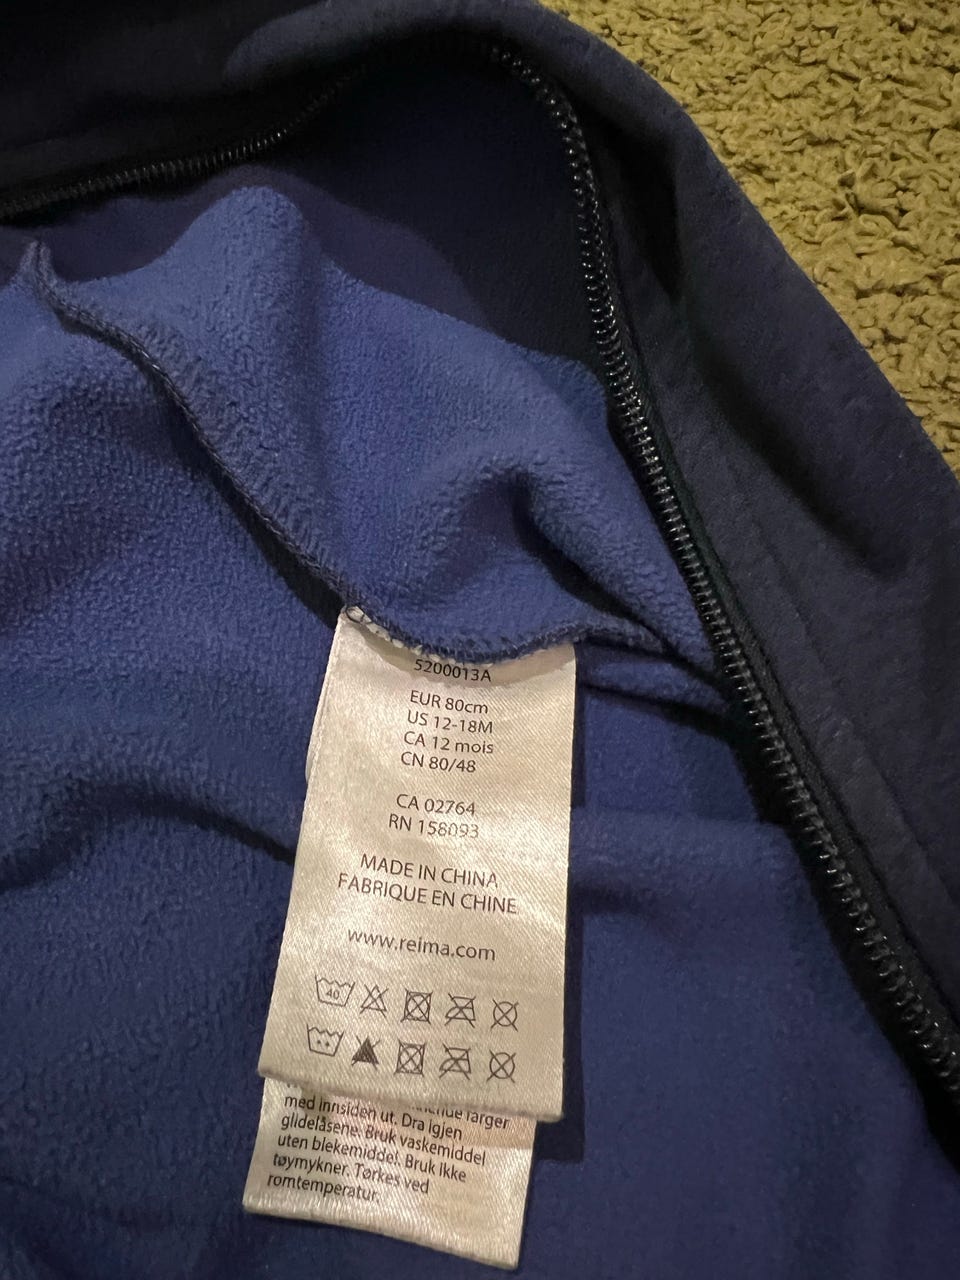 5200013A
EUR 80cm
US 12-18M
CA 12 mois
CN 80/48
CA 02764
RN 158093
MADE IN CHINA
FABRIQUE EN CHINE
www.reima.com
40
farger
med innsiden ut. Dra igjen
glidelåsene. Bruk vaskemiddel
uten blekemiddel. Bruk ikke
tøymykner. Tørkes ved
romtemperatur.